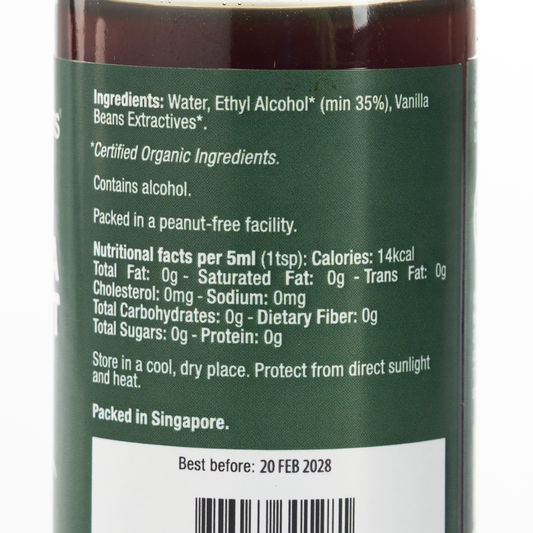 Ingredients: Water, Ethyl Alcohol* (min 35%), Vanilla
Beans Extractives*.
*Certified Organic Ingredients.
Contains alcohol.
Packed in a peanut-free facility.
Nutritional facts per 5ml (1tsp): Calories: 14kcal
Total Fat: 0g - Saturated Fat: 0g - Trans Fat: 0g
Cholesterol: 0mg - Sodium: 0mg
Total Carbohydrates: 0g - Dietary Fiber: 0g
Total Sugars: 0g - Protein: 0g
Store in a cool, dry place. Protect from direct sunlight
and heat.
Packed in Singapore.
Best before: 20 FEB 2028